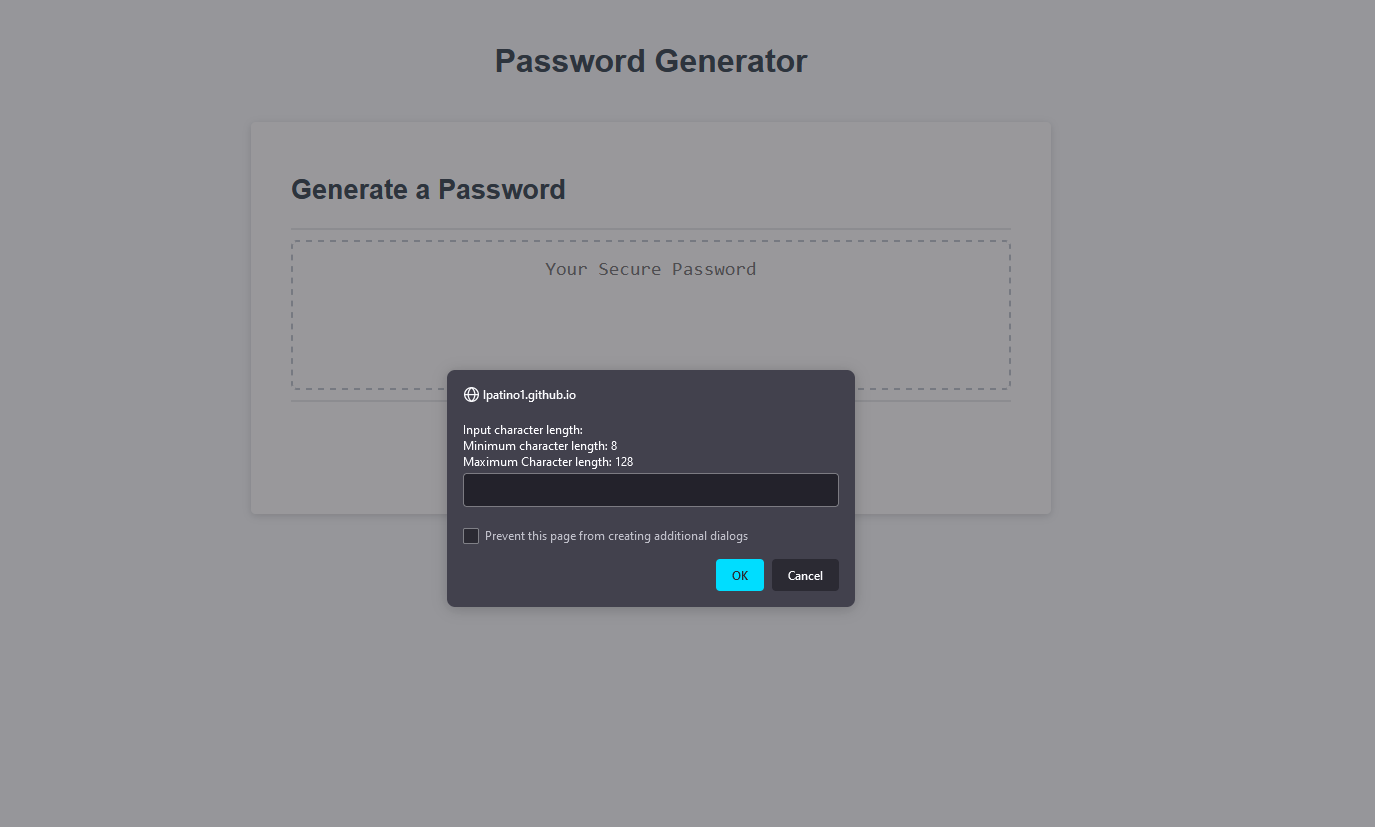 Password Generator
Generate a Password
Your Secure Password
lpatino1.github.io
Input character length:
Minimum character length: 8
Maximum Character length: 128
Prevent this page from creating additional dialogs
OK Cancel